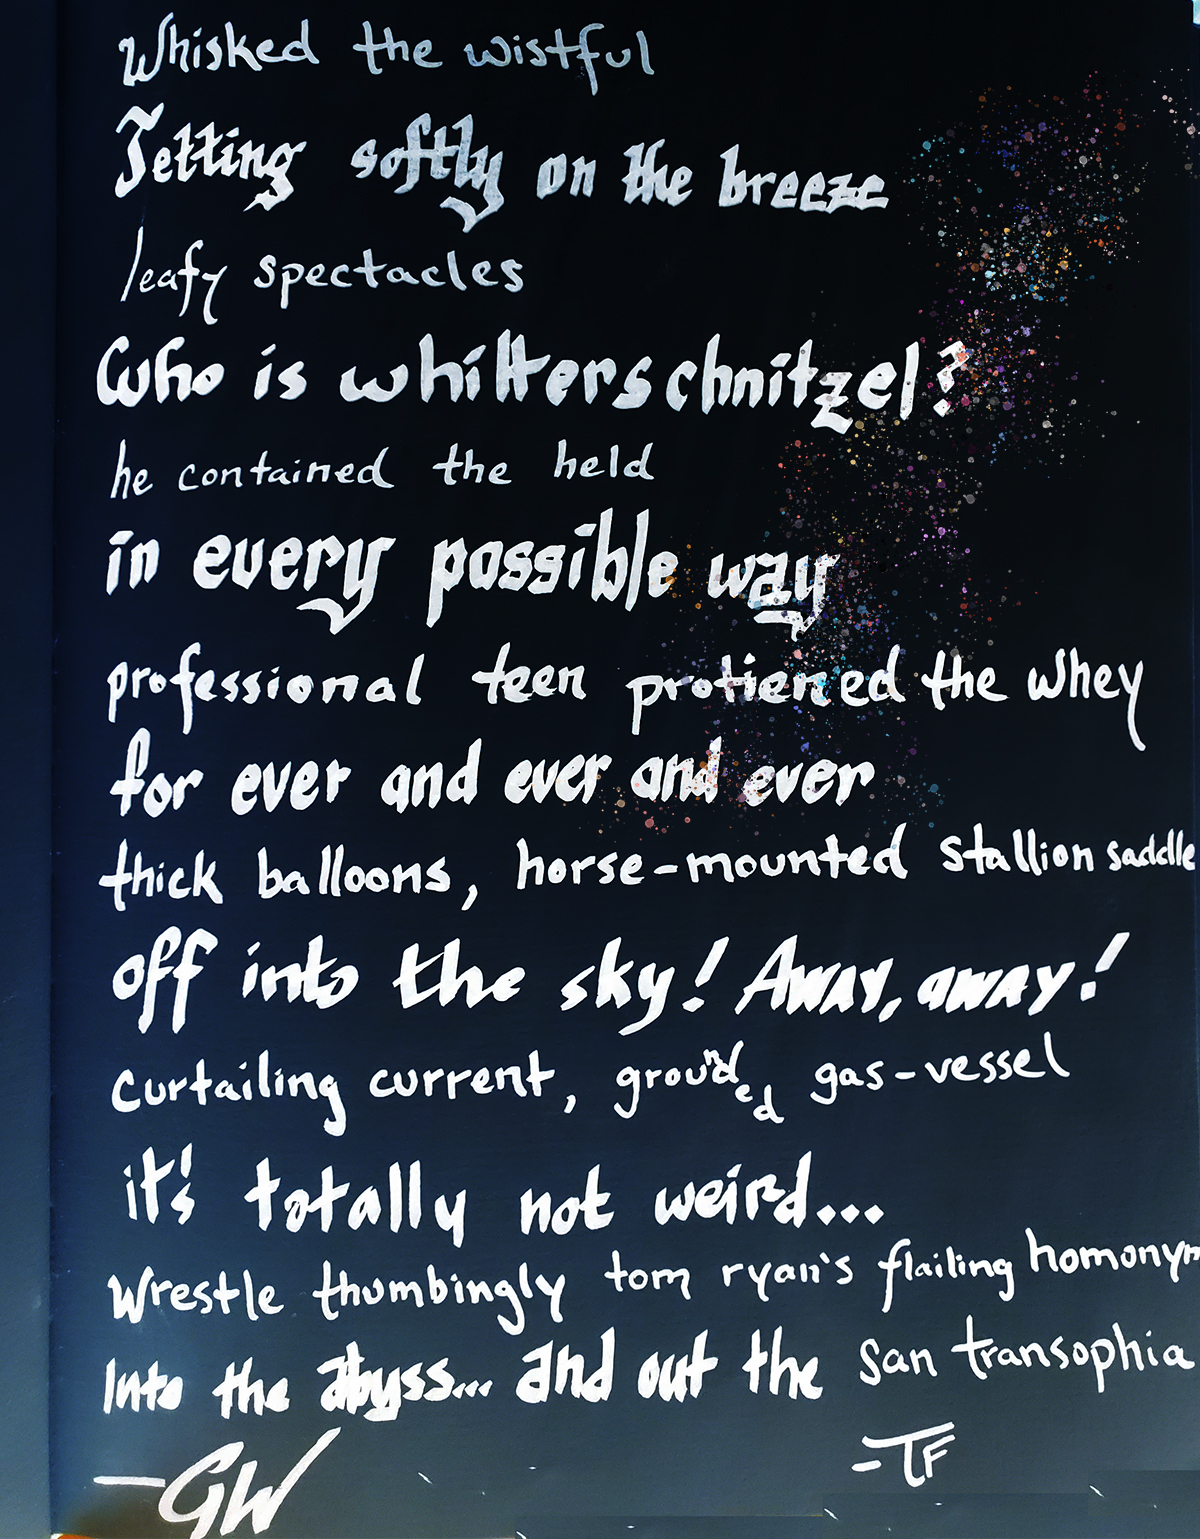 Whisked the wistful
Jetting softly on the breeze
leafy spectacles
Who is whitterschnitzel?
he contained the held
in every possible way
professional teen protiened the whey
for ever and ever and ever
thick balloons, horse-mounted stallion saddle
off into the sky! Away, away!
curtailing current, grounded gas-vessel
it's totally not weird...
Wrestle thumbingly tom ryan's flailing homonym
Into the abyss... and out the san transophia
-GW
-TF